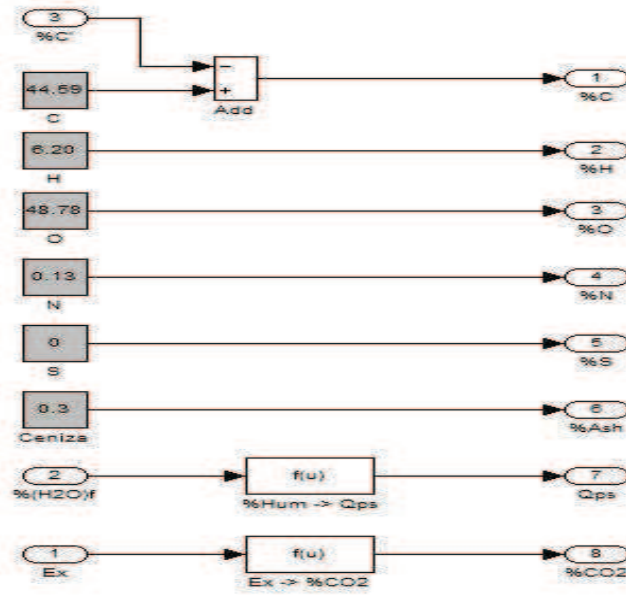 3
%C'
44.59
C
−
+
Add
1
%C
6.20
H
2
%H
48.78
O
3
%O
0.13
N
4
%N
0
S
5
%S
0.3
Ceniza
6
%Ash
2
%(H2O)f
f(u)
%Hum -> Qps
7
Qps
1
Ex
f(u)
Ex -> %CO2
8
%CO2